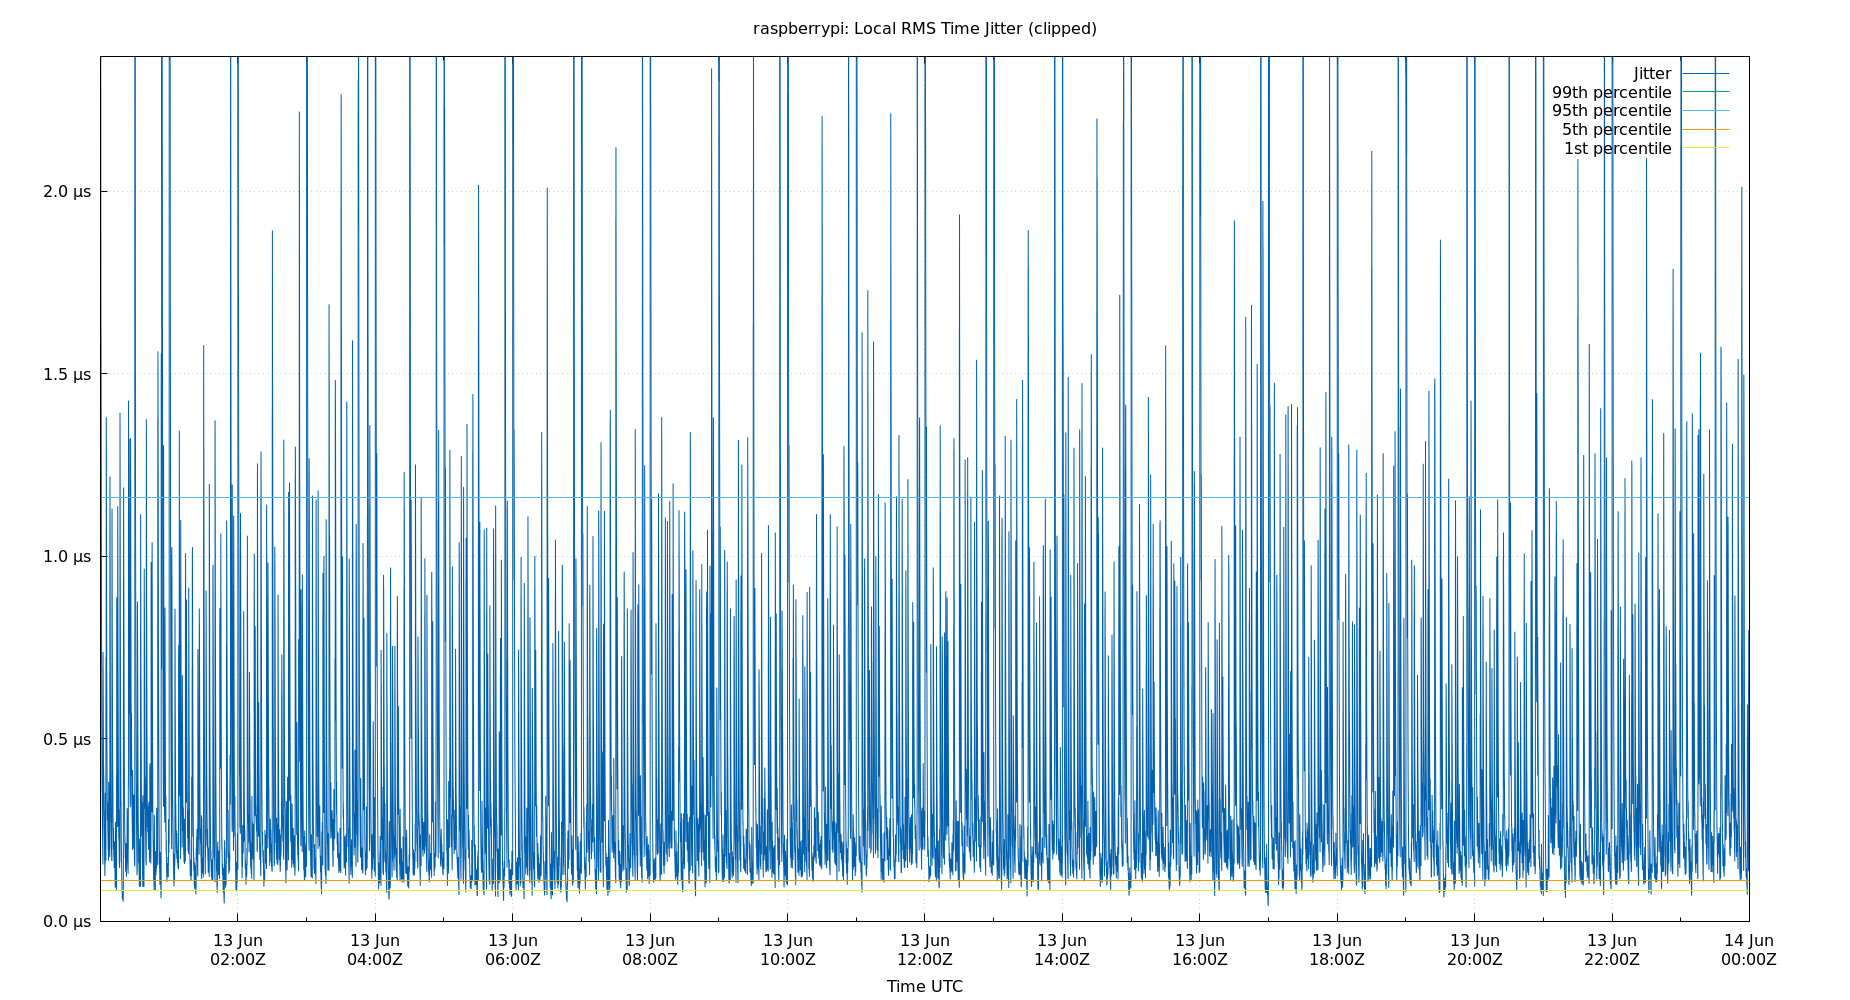 raspberrypi: Local RMS Time Jitter (clipped)
Jitter
99th percentile
95th percentile
5th percentile
1st percentile
2.0 µs
1.5 µs
1.0 µs
0.5 µs
0.0 µs
13 Jun 13 Jun 13 Jun 13 Jun 13 Jun 13 Jun 13 Jun 13 Jun 13 Jun 13 Jun 13 Jun 14 Jun
02:00Z 04:00Z 06:00Z 08:00Z 10:00Z 12:00Z 14:00Z 16:00Z 18:00Z 20:00Z 22:00Z 00:00Z
Time UTC